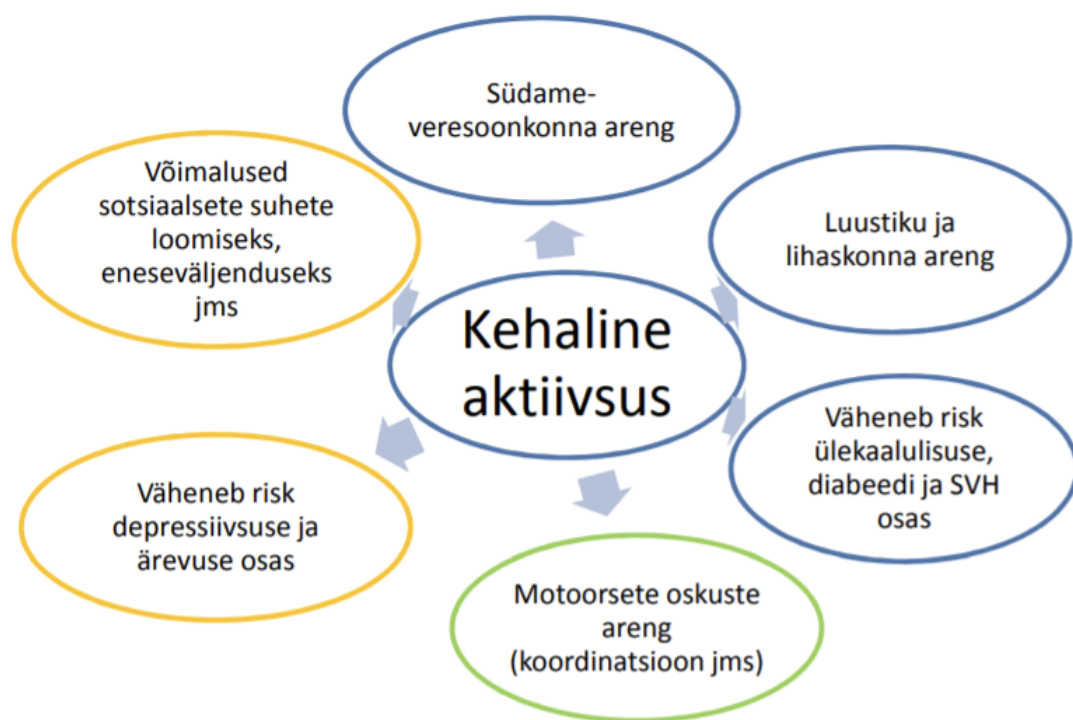 Südame-
veresoonkonna areng
Võimalused
sotsiaalsete suhete
loomiseks,
eneseväljenduseks
jms
Luustiku ja
lihaskonna areng
Kehaline
aktiivsus
Väheneb risk
ülekaalulisuse,
diabeedi ja SVH
osas
Väheneb risk
depressiivsuse ja
ärevuse osas
Motoorsete oskuste
areng
(koordinatsioon jms)